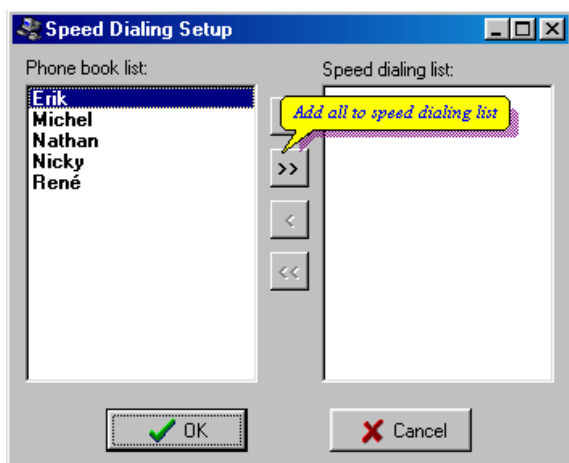 Speed Dialing Setup
Phone book list:
Speed dialing list:
Erik
Michel
Nathan
Nicky
René
Add all to speed dialing list
>>
<
<<
OK
Cancel